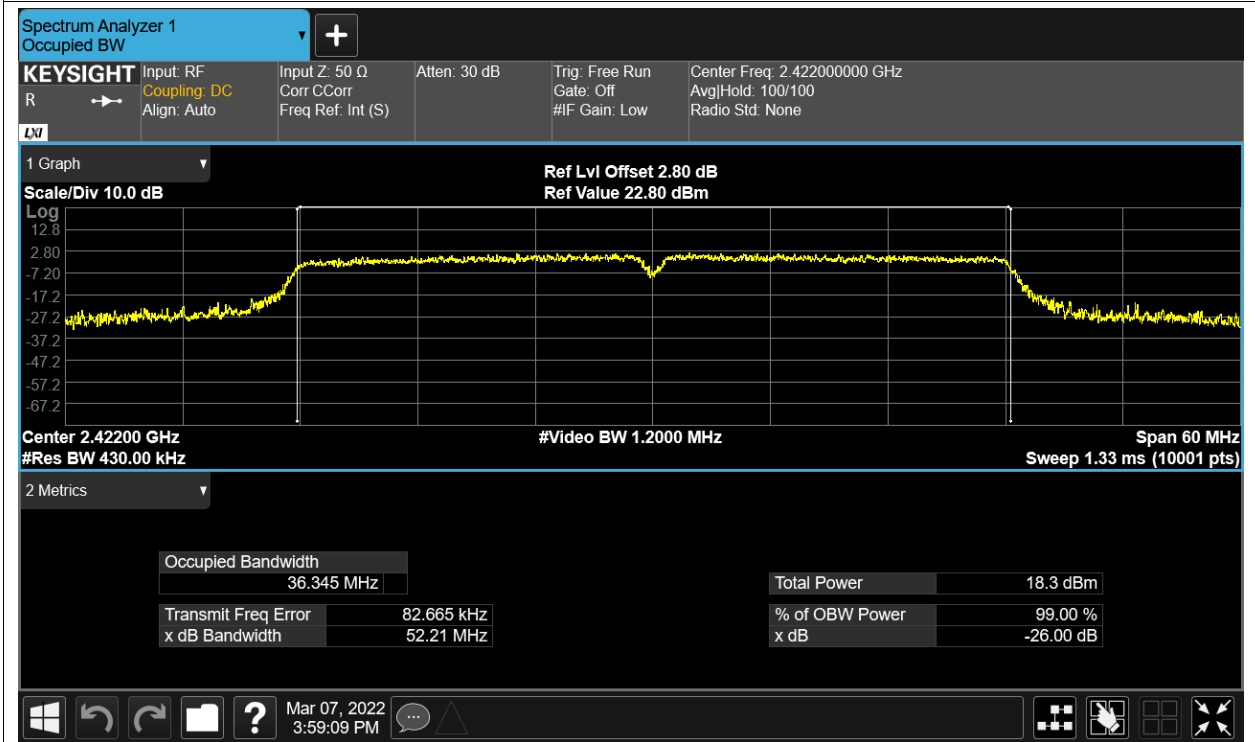 Spectrum Analyzer 1
Occupied BW
KEYSIGHT
R
LXI
Input: RF
Coupling: DC
Align: Auto
Input Z: 50 Ω
Corr CCorr
Freq Ref: Int (S)
Atten: 30 dB
Trig: Free Run
Gate: Off
#IF Gain: Low
Center Freq: 2.422000000 GHz
Avg|Hold: 100/100
Radio Std: None
1 Graph
Scale/Div 10.0 dB
Ref Lvl Offset 2.80 dB
Ref Value 22.80 dBm
Log
12.8
2.80
-7.20
-17.2
-27.2
-37.2
-47.2
-57.2
-67.2
Center 2.42200 GHz
#Res BW 430.00 kHz
#Video BW 1.2000 MHz
Span 60 MHz
Sweep 1.33 ms (10001 pts)
2 Metrics
Occupied Bandwidth
36.345 MHz
Transmit Freq Error 82.665 kHz
x dB Bandwidth 52.21 MHz
Total Power 18.3 dBm
% of OBW Power 99.00 %
x dB -26.00 dB
?
Mar 07, 2022
3:59:09 PM